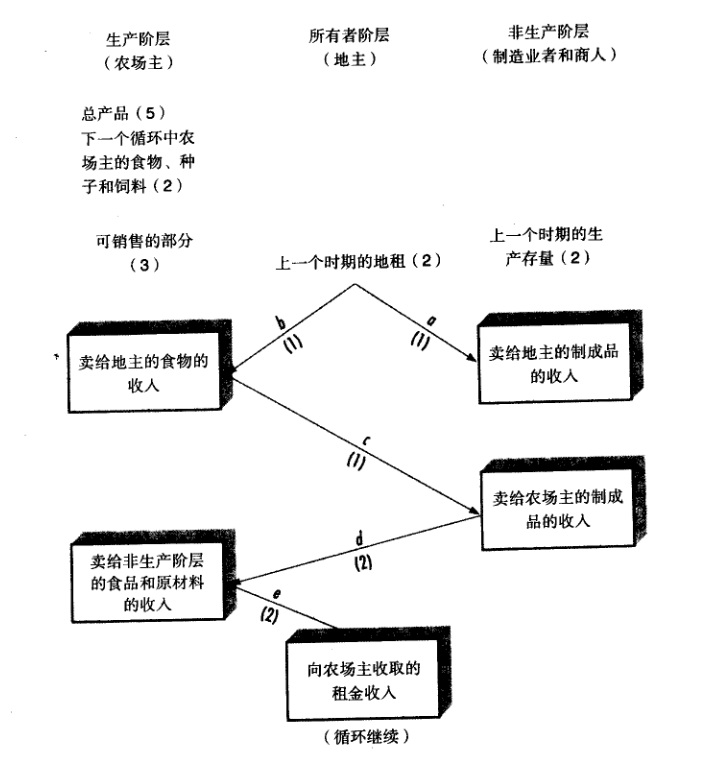 生产阶层
（农场主）
所有者阶层
（地主）
非生产阶层
（制造业者和商人）
总产品（5）
下一个循环中农
场主的食物、种
子和饲料（2）
可销售的部分
（3）
上一个时期的地租（2）
上一个时期的生
产存量（2）
b
(1)
a
(1)
卖给地主的食物的
收入
卖给地主的制成品
的收入
c
(1)
卖给农场主的制成
品的收入
d
(2)
卖给非生产阶层
的食品和原材料
的收入
e
(2)
向农场主收取的
租金收入
（循环继续）